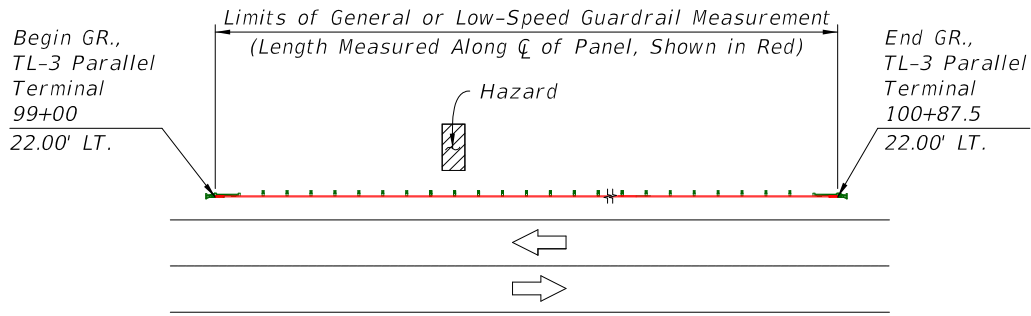 Limits of General or Low-Speed Guardrail Measurement
(Length Measured Along ℄ of Panel, Shown in Red)
Begin GR.,
TL-3 Parallel
Terminal
99+00
22.00' LT.
Hazard
End GR.,
TL-3 Parallel
Terminal
100+87.5
22.00' LT.